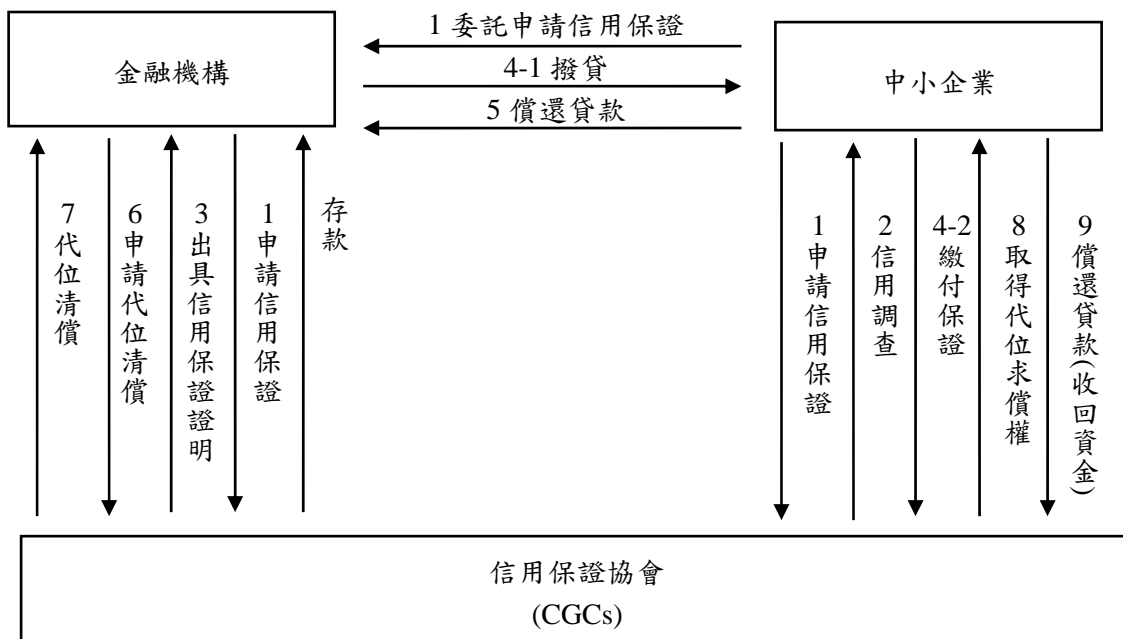 1 委託申請信用保證
金融機構
4-1 撥貸
中小企業
5 償還貸款
7 代位清償
6 申請代位清償
3 出具信用保證證明
1 申請信用保證
存款
1 申請信用保證
2 信用調查
4-2 繳付保證
8 取得代位求償權
9 償還貸款(收回資金)
信用保證協會
(CGCs)